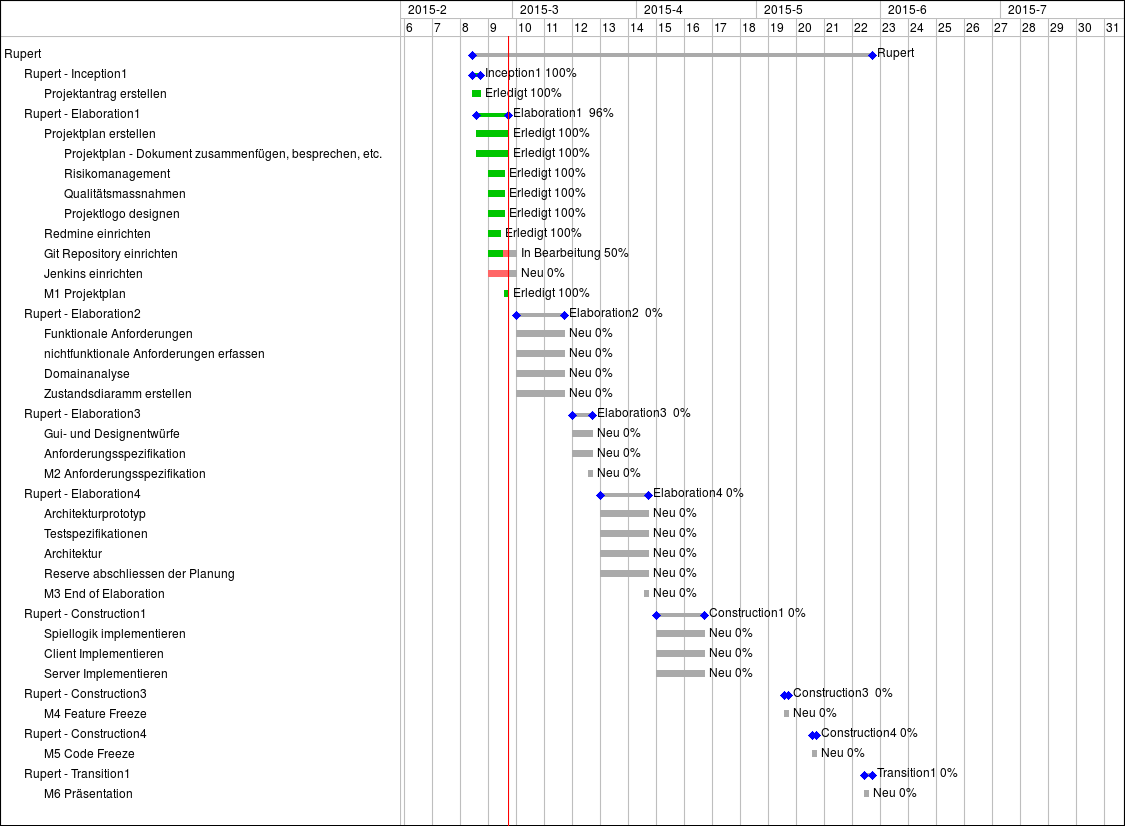 2015-2 2015-3 2015-4 2015-5 2015-6 2015-7
6 7 8 9 10 11 12 13 14 15 16 17 18 19 20 21 22 23 24 25 26 27 28 29 30 31
Rupert Rupert
Rupert - Inception1 Inception1 100%
Projektantrag erstellen Erledigt 100%
Rupert - Elaboration1 Elaboration1 96%
Projektplan erstellen Erledigt 100%
Projektplan - Dokument zusammenfügen, besprechen, etc. Erledigt 100%
Risikomanagement Erledigt 100%
Qualitätsmassnahmen Erledigt 100%
Projektlogo designen Erledigt 100%
Redmine einrichten Erledigt 100%
Git Repository einrichten In Bearbeitung 50%
Jenkins einrichten Neu 0%
M1 Projektplan Erledigt 100%
Rupert - Elaboration2 Elaboration2 0%
Funktionale Anforderungen Neu 0%
nichtfunktionale Anforderungen erfassen Neu 0%
Domainanalyse Neu 0%
Zustandsdiaramm erstellen Neu 0%
Rupert - Elaboration3 Elaboration3 0%
Gui- und Designentwürfe Neu 0%
Anforderungsspezifikation Neu 0%
M2 Anforderungsspezifikation Neu 0%
Rupert - Elaboration4 Elaboration4 0%
Architekturprototyp Neu 0%
Testspezifikationen Neu 0%
Architektur Neu 0%
Reserve abschliessen der Planung Neu 0%
M3 End of Elaboration Neu 0%
Rupert - Construction1 Construction1 0%
Spiellogik implementieren Neu 0%
Client Implementieren Neu 0%
Server Implementieren Neu 0%
Rupert - Construction3 Construction3 0%
M4 Feature Freeze Neu 0%
Rupert - Construction4 Construction4 0%
M5 Code Freeze Neu 0%
Rupert - Transition1 Transition1 0%
M6 Präsentation Neu 0%